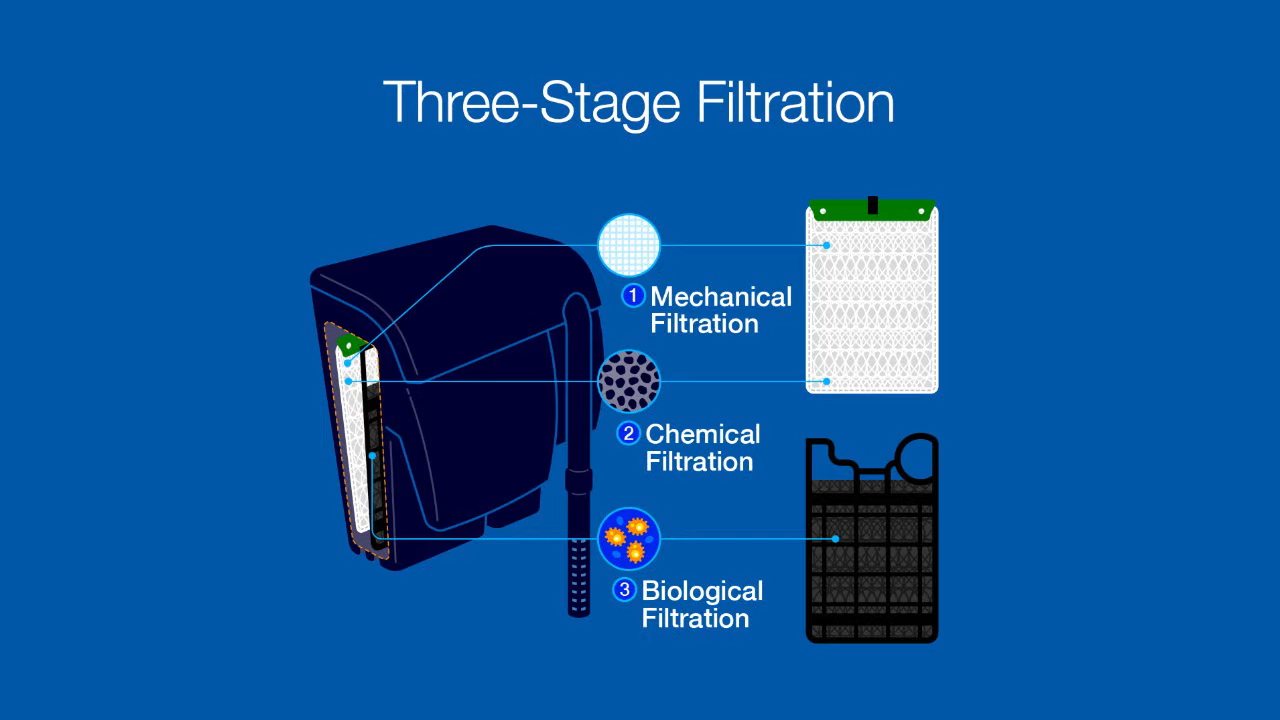 Three-Stage Filtration
1 Mechanical
Filtration
2 Chemical
Filtration
3 Biological
Filtration